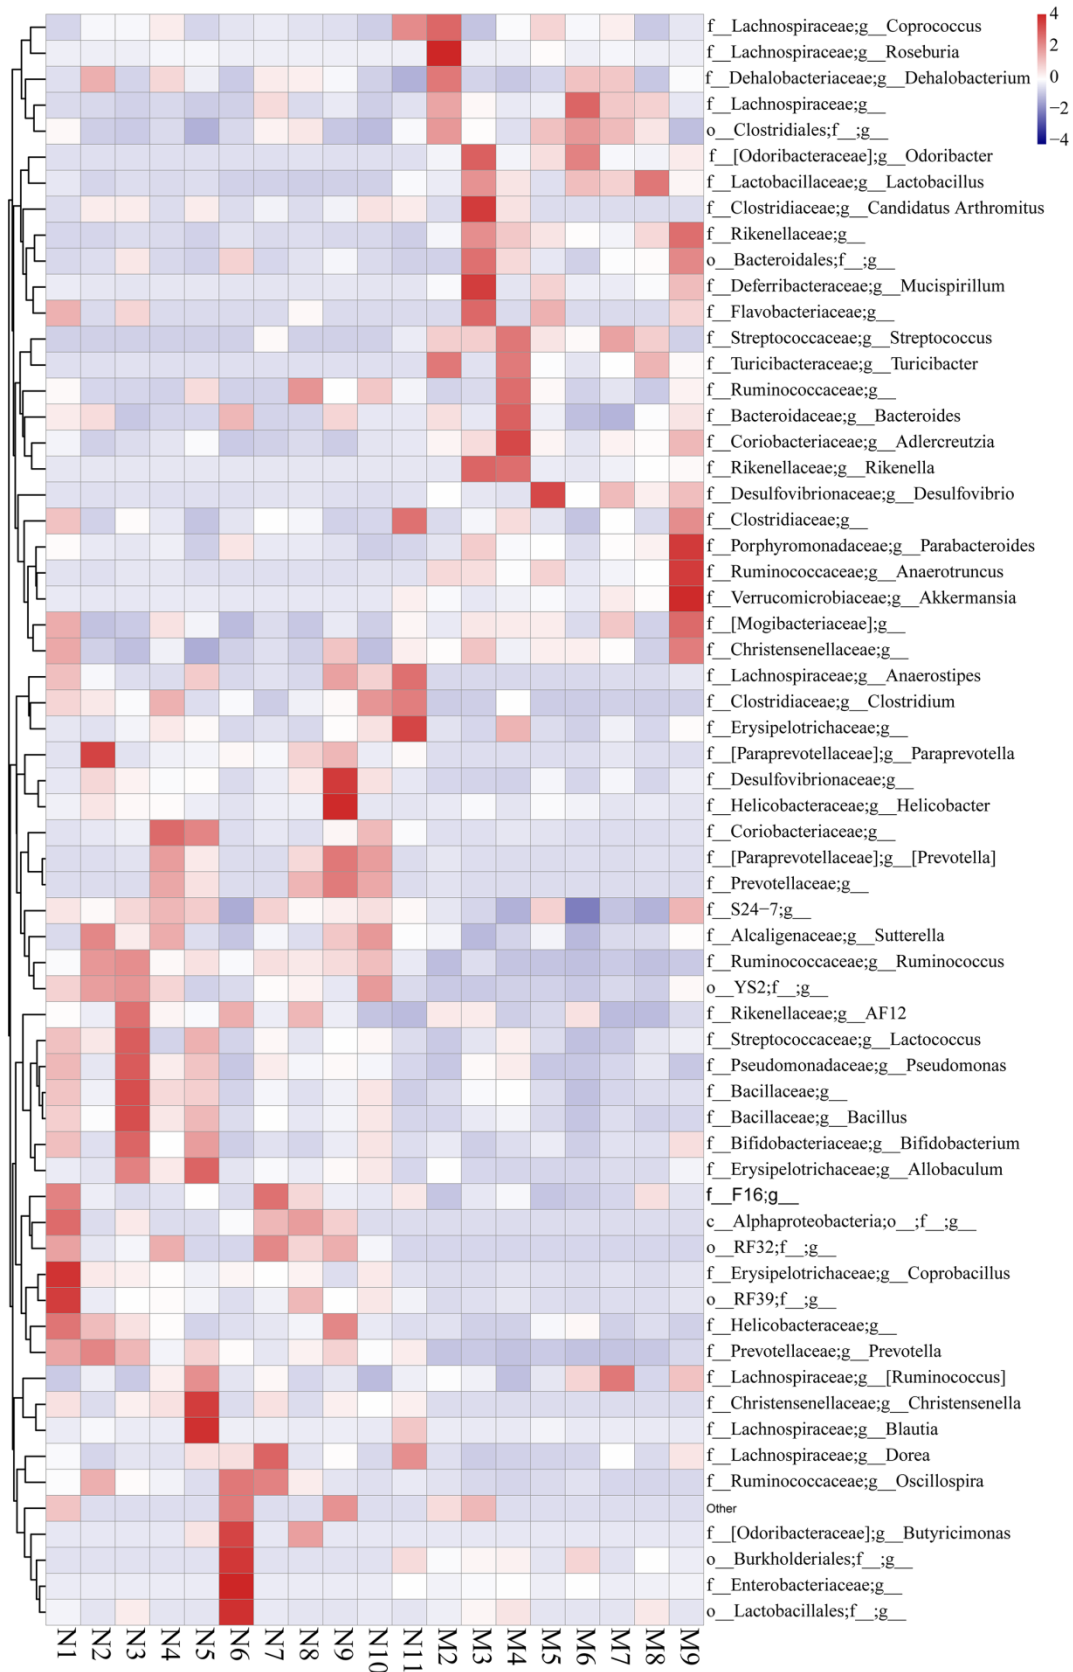 f__Lachnospiraceae;g__Coprococcus
f__Lachnospiraceae;g__Roseburia
f__Dehalobacteriaceae;g__Dehalobacterium
f__Lachnospiraceae;g__
o__Clostridiales;f__;g__
f__[Odoribacteraceae];g__Odoribacter
f__Lactobacillaceae;g__Lactobacillus
f__Clostridiaceae;g__Candidatus Arthromitus
f__Rikenellaceae;g__
o__Bacteroidales;f__;g__
f__Deferribacteraceae;g__Mucispirillum
f__Flavobacteriaceae;g__
f__Streptococcaceae;g__Streptococcus
f__Turicibacteraceae;g__Turicibacter
f__Ruminococcaceae;g__
f__Bacteroidaceae;g__Bacteroides
f__Coriobacteriaceae;g__Adlercreutzia
f__Rikenellaceae;g__Rikenella
f__Desulfovibrionaceae;g__Desulfovibrio
f__Clostridiaceae;g__
f__Porphyromonadaceae;g__Parabacteroides
f__Ruminococcaceae;g__Anaerotruncus
f__Verrucomicrobiaceae;g__Akkermansia
f__[Mogibacteriaceae];g__
f__Christensenellaceae;g__
f__Lachnospiraceae;g__Anaerostipes
f__Clostridiaceae;g__Clostridium
f__Erysipelotrichaceae;g__
f__[Paraprevotellaceae];g__Paraprevotella
f__Desulfovibrionaceae;g__
f__Helicobacteraceae;g__Helicobacter
f__Coriobacteriaceae;g__
f__[Paraprevotellaceae];g__[Prevotella]
f__Prevotellaceae;g__
f__S24−7;g__
f__Alcaligenaceae;g__Sutterella
f__Ruminococcaceae;g__Ruminococcus
o__YS2;f__;g__
f__Rikenellaceae;g__AF12
f__Streptococcaceae;g__Lactococcus
f__Pseudomonadaceae;g__Pseudomonas
f__Bacillaceae;g__
f__Bacillaceae;g__Bacillus
f__Bifidobacteriaceae;g__Bifidobacterium
f__Erysipelotrichaceae;g__Allobaculum
f__F16;g__
c__Alphaproteobacteria;o__;f__;g__
o__RF32;f__;g__
f__Erysipelotrichaceae;g__Coprobacillus
o__RF39;f__;g__
f__Helicobacteraceae;g__
f__Prevotellaceae;g__Prevotella
f__Lachnospiraceae;g__[Ruminococcus]
f__Christensenellaceae;g__Christensenella
f__Lachnospiraceae;g__Blautia
f__Lachnospiraceae;g__Dorea
f__Ruminococcaceae;g__Oscillospira
Other
f__[Odoribacteraceae];g__Butyricimonas
o__Burkholderiales;f__;g__
f__Enterobacteriaceae;g__
o__Lactobacillales;f__;g__
N1 N2 N3 N4 N5 N6 N7 N8 N9 N10 N11 M2 M3 M4 M5 M6 M7 M8 M9
4
2
0
−2
−4